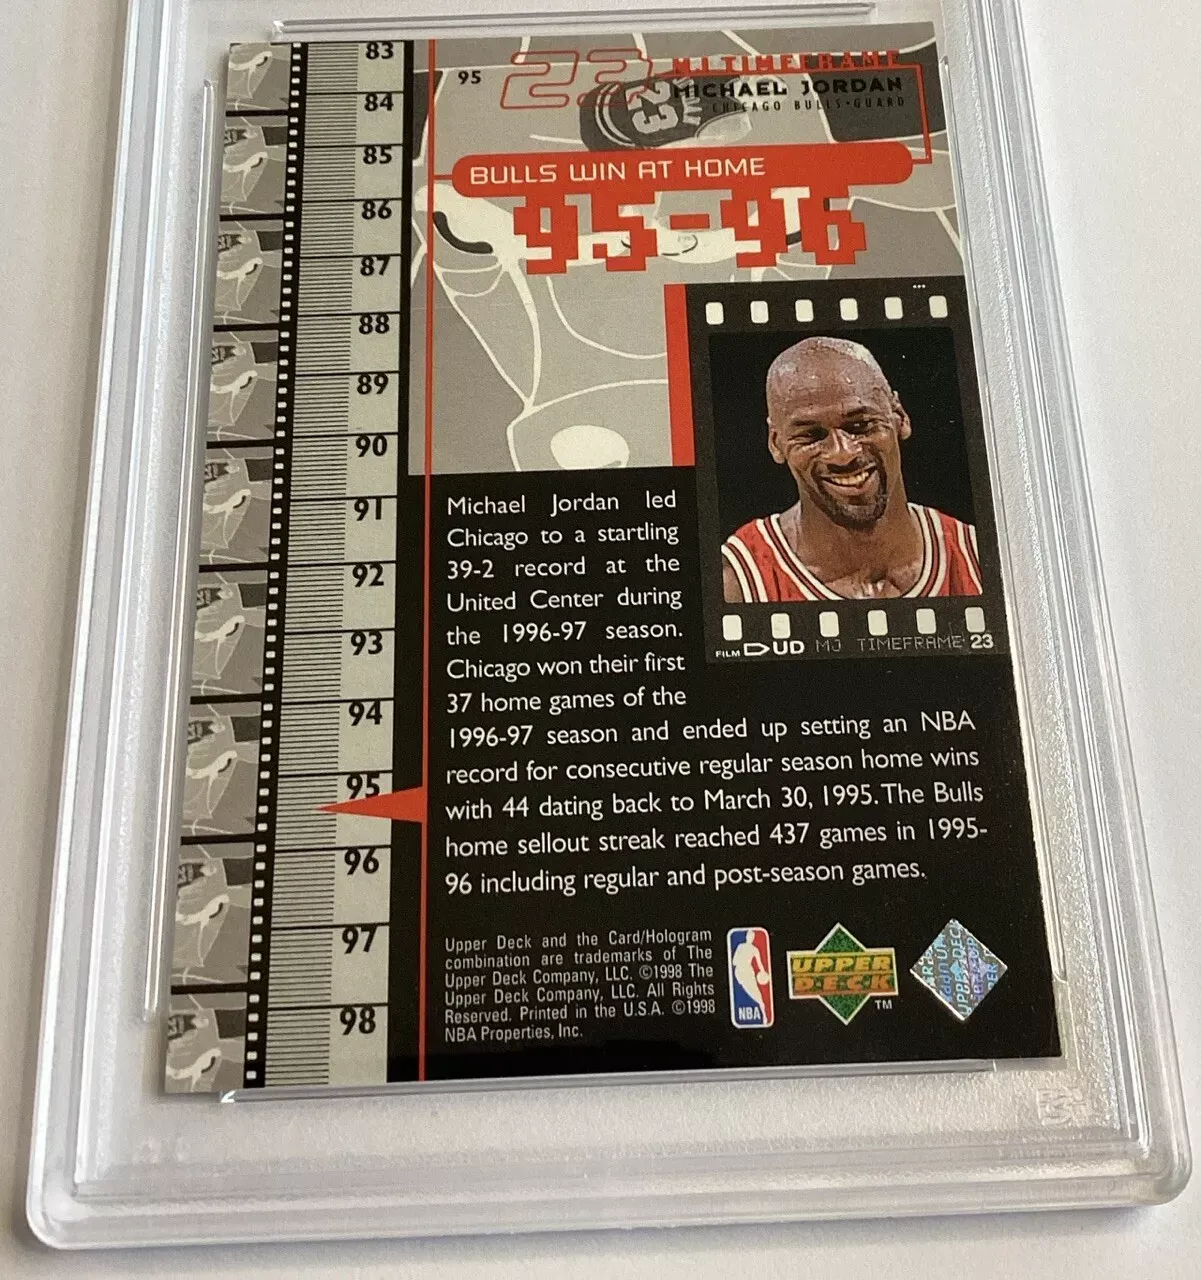 83
84
85
86
87
88
89
90
91
92
93
94
95
96
97
98
95
23
MJ TIMEFRAME
MICHAEL JORDAN
CHICAGO BULLS•GUARD
23
BULLS WIN AT HOME
95-96
Michael Jordan led
Chicago to a startling
39-2 record at the
United Center during
the 1996-97 season.
Chicago won their first
37 home games of the
1996-97 season and ended up setting an NBA
record for consecutive regular season home wins
with 44 dating back to March 30, 1995. The Bulls
home sellout streak reached 437 games in 1995-
96 including regular and post-season games.
FILM UD MJ TIMEFRAME 23
Upper Deck and the Card/Hologram
combination are trademarks of The
Upper Deck Company, LLC. ©1998 The
Upper Deck Company, LLC. All Rights
Reserved. Printed in the U.S.A. ©1998
NBA Properties, Inc.
NBA
UPPER
DECK
TM